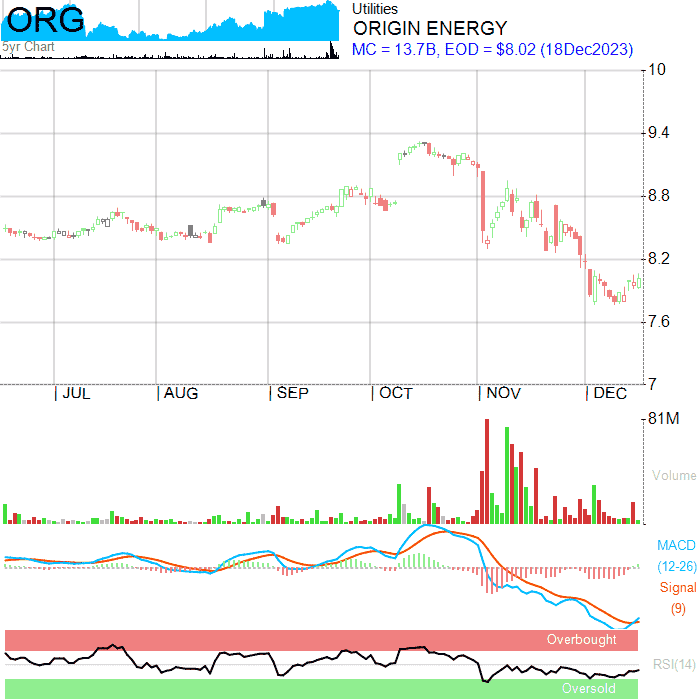 ORG
5yr Chart
Utilities
ORIGIN ENERGY
MC = 13.7B, EOD = $8.02 (18Dec2023)
10
9.4
8.8
8.2
7.6
7
JUL AUG SEP OCT NOV DEC
81M
Volume
MACD
(12-26)
Signal
(9)
Overbought
RSI(14)
Oversold